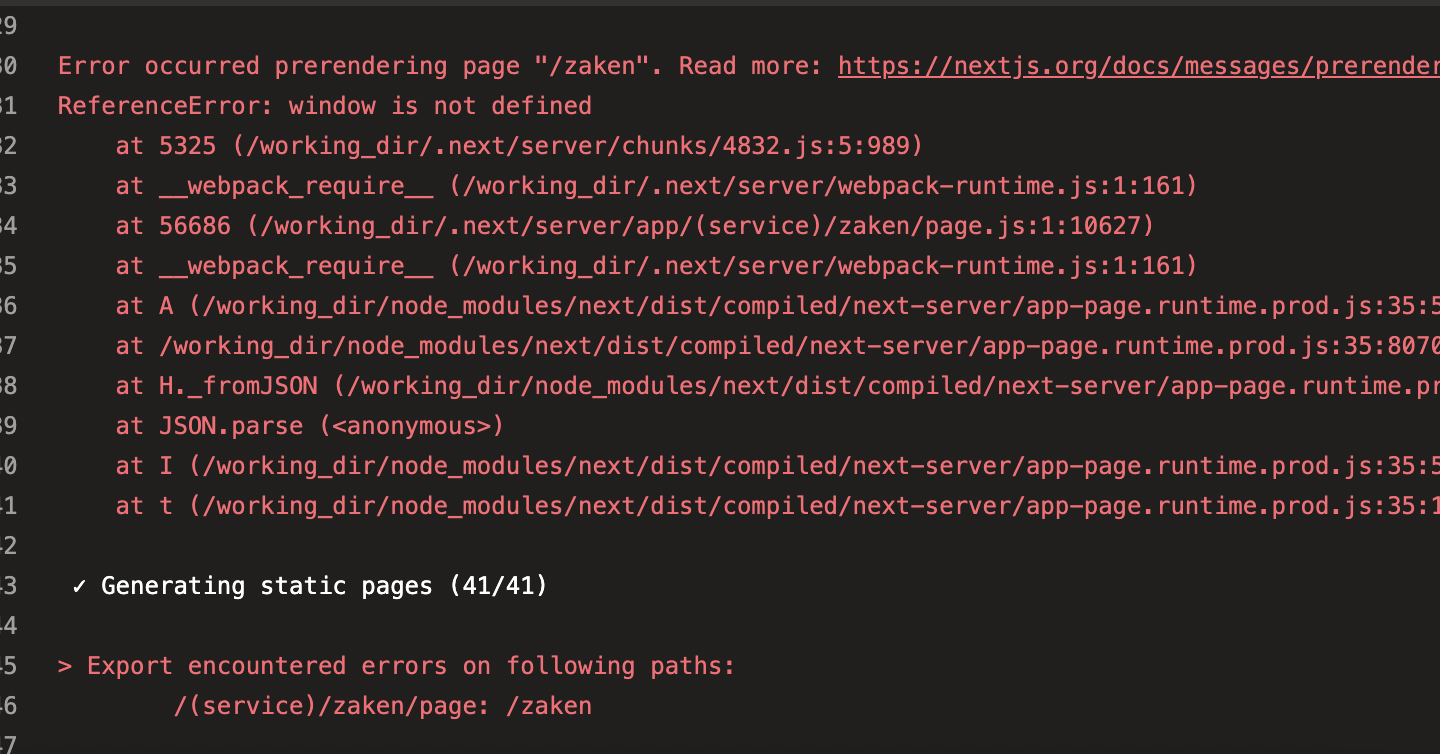 29
30 Error occurred prerendering page "/zaken". Read more: https://nextjs.org/docs/messages/prerender
31 ReferenceError: window is not defined
32 at 5325 (/working_dir/.next/server/chunks/4832.js:5:989)
33 at __webpack_require__ (/working_dir/.next/server/webpack-runtime.js:1:161)
34 at 56686 (/working_dir/.next/server/app/(service)/zaken/page.js:1:10627)
35 at __webpack_require__ (/working_dir/.next/server/webpack-runtime.js:1:161)
36 at A (/working_dir/node_modules/next/dist/compiled/next-server/app-page.runtime.prod.js:35:5
37 at /working_dir/node_modules/next/dist/compiled/next-server/app-page.runtime.prod.js:35:8070
38 at H._fromJSON (/working_dir/node_modules/next/dist/compiled/next-server/app-page.runtime.pr
39 at JSON.parse (<anonymous>)
40 at I (/working_dir/node_modules/next/dist/compiled/next-server/app-page.runtime.prod.js:35:5
41 at t (/working_dir/node_modules/next/dist/compiled/next-server/app-page.runtime.prod.js:35:1
42
43 ✓ Generating static pages (41/41)
44
45 > Export encountered errors on following paths:
46 /(service)/zaken/page: /zaken
47